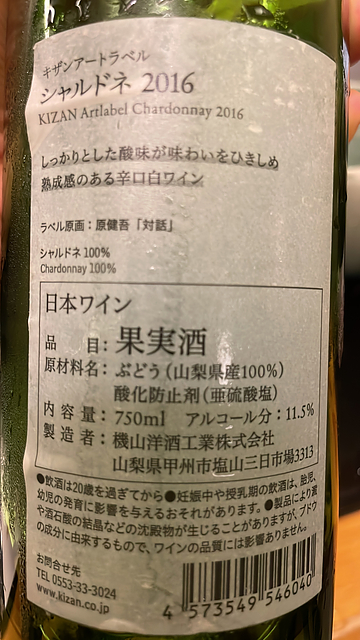 キザンアートラベル
シャルドネ 2016
KIZAN Artlabel Chardonnay 2016
しっかりとした酸味が味わいをひきしめ
熟成感のある辛口白ワイン
ラベル原画：原健吾「対話」
シャルドネ 100%
Chardonnay 100%
日本ワイン
品 目：果実酒
原材料名：ぶどう（山梨県産100%）
酸化防止剤（亜硫酸塩）
内容量：750ml アルコール分：11.5%
製造者：機山洋酒工業株式会社
山梨県甲州市塩山三日市場3313
●飲酒は20歳を過ぎてから●妊娠中や授乳期の飲酒は、胎児、
幼児の発育に影響を与えるおそれがあります。●製品により澱
や酒石酸の結晶などの沈殿物が生じることがありますが、ブドウ
の成分に由来するもので、ワインの品質には影響ありません。
お問合せ先
TEL 0553-33-3024
www.kizan.co.jp
4 573549 546040